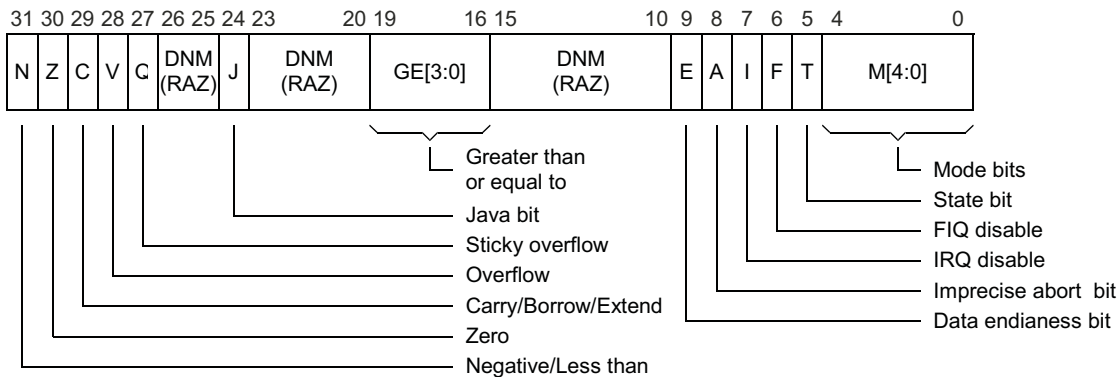 31 30 29 28 27 26 25 24 23 20 19 16 15 10 9 8 7 6 5 4 0
N Z C V Q DNM (RAZ) J DNM (RAZ) GE[3:0] DNM (RAZ) E A I F T M[4:0]
Greater than
or equal to
Java bit
Sticky overflow
Overflow
Carry/Borrow/Extend
Zero
Negative/Less than
Mode bits
State bit
FIQ disable
IRQ disable
Imprecise abort bit
Data endianess bit